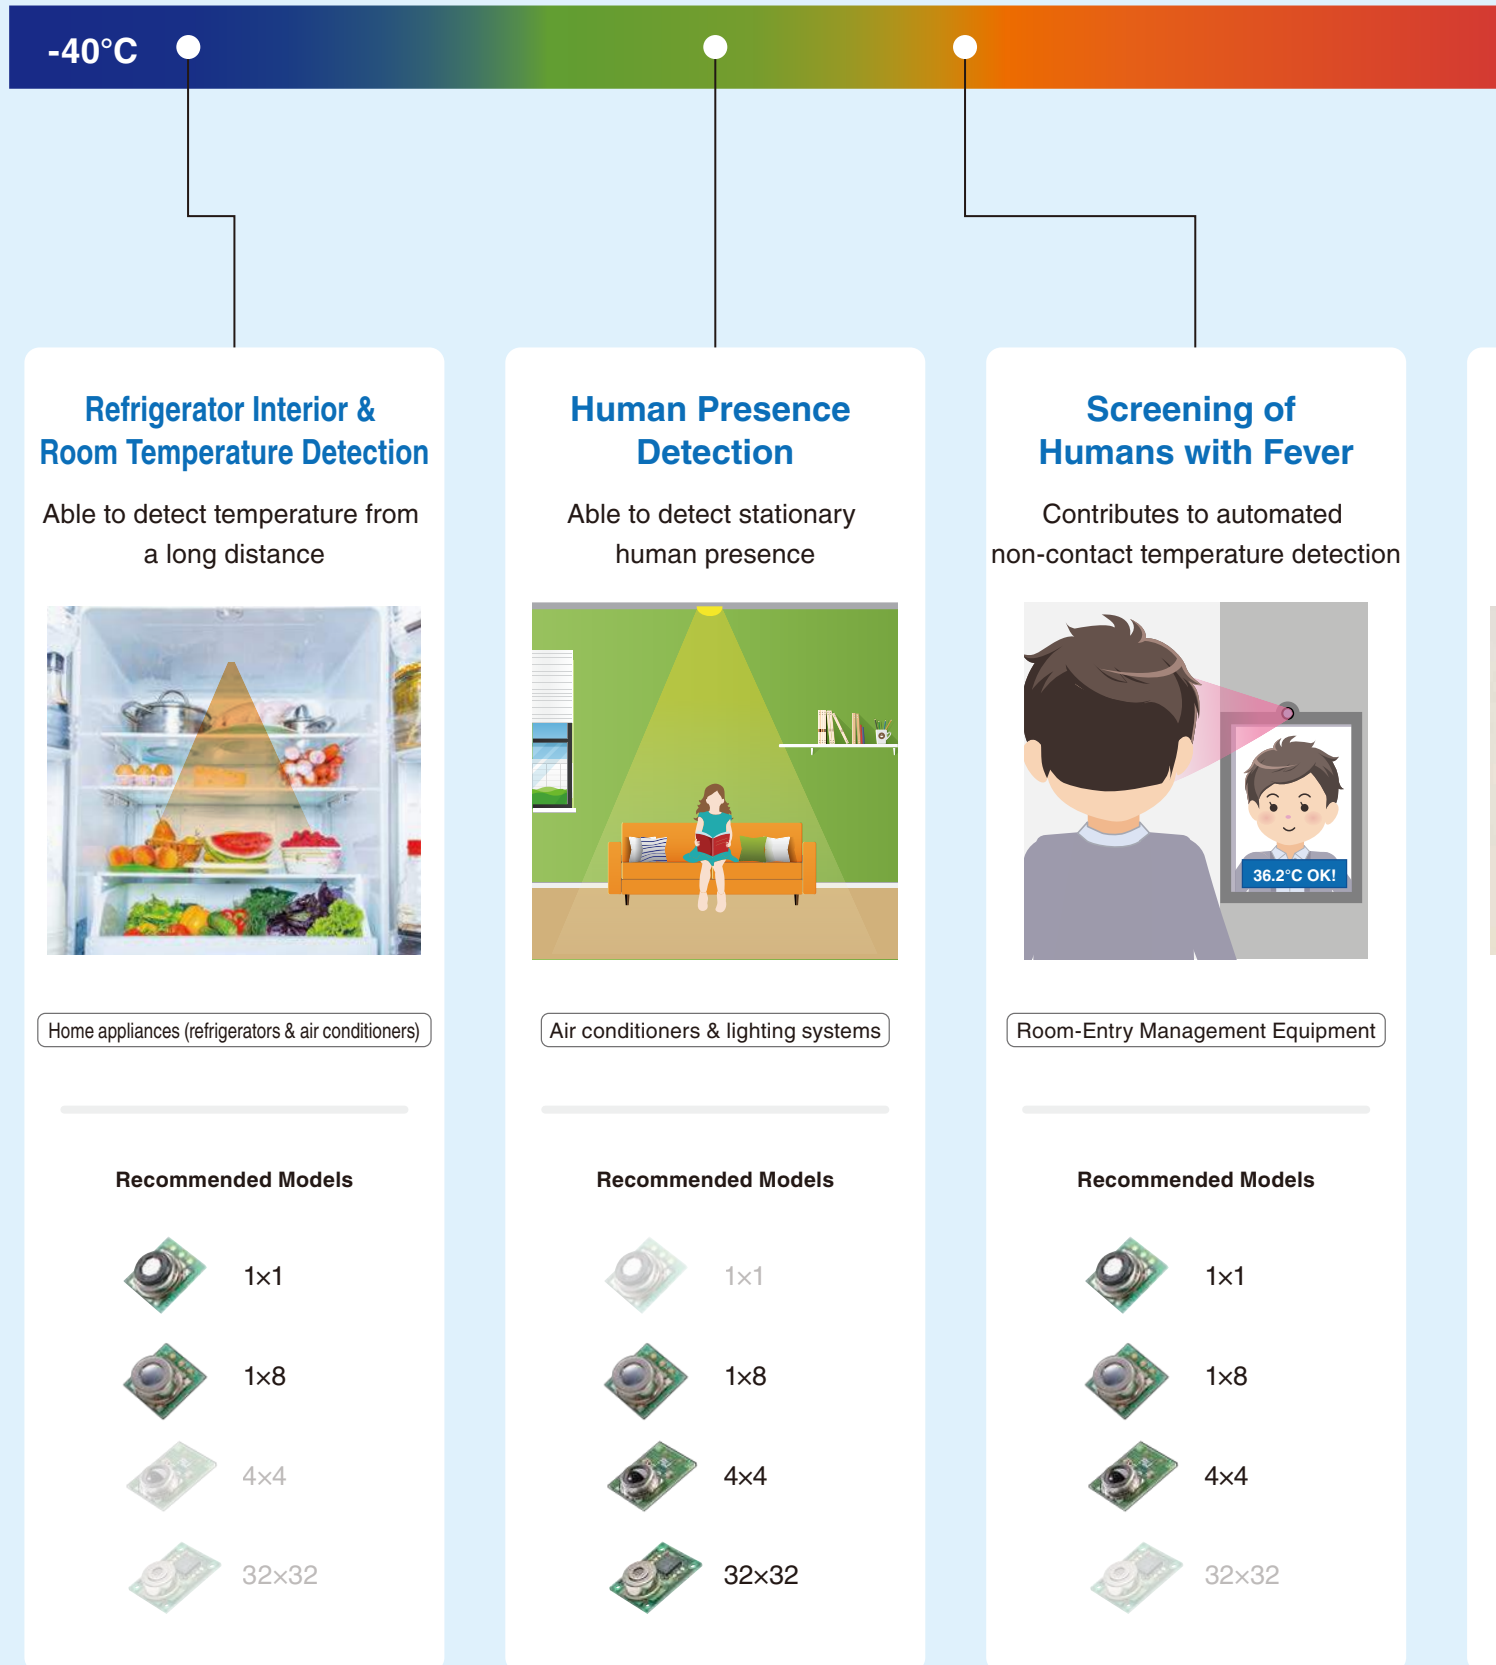 -40°C
Refrigerator Interior &
Room Temperature Detection
Able to detect temperature from
a long distance
Home appliances (refrigerators & air conditioners)
Recommended Models
1×1
1×8
4×4
32×32
Human Presence
Detection
Able to detect stationary
human presence
Air conditioners & lighting systems
Recommended Models
1×1
1×8
4×4
32×32
Screening of
Humans with Fever
Contributes to automated
non-contact temperature detection
36.2°C OK!
Room-Entry Management Equipment
Recommended Models
1×1
1×8
4×4
32×32